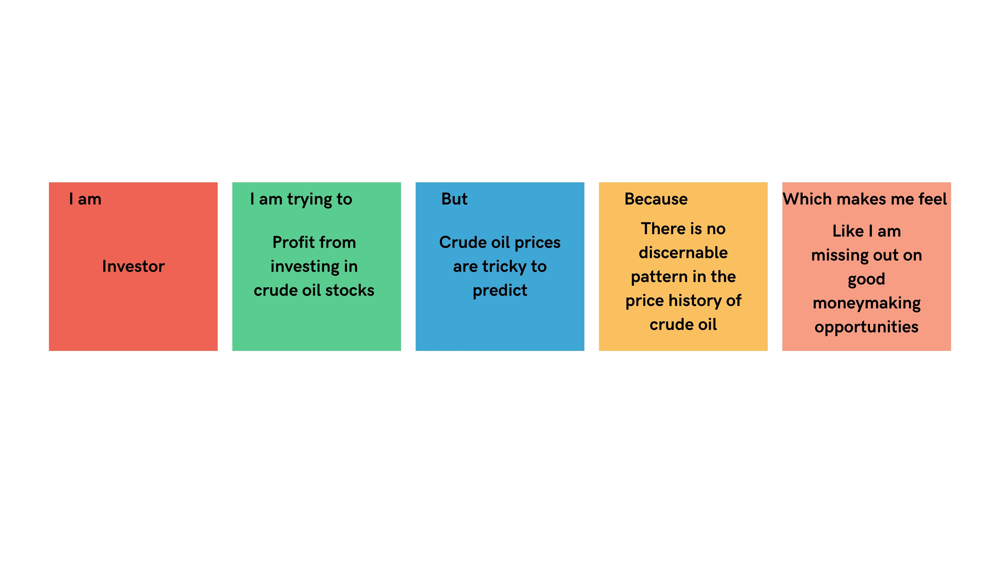 I am
Investor
I am trying to
Profit from
investing in
crude oil stocks
But
Crude oil prices
are tricky to
predict
Because
There is no
discernable
pattern in the
price history of
crude oil
Which makes me feel
Like I am
missing out on
good
moneymaking
opportunities